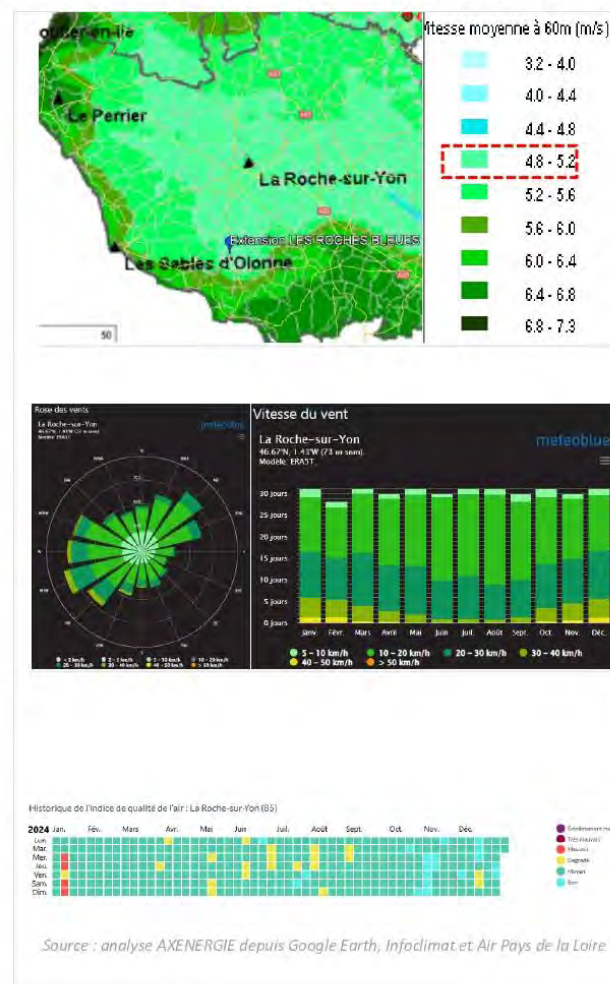 Vitesse moyenne à 60m (m/s)
3.2 - 4.0
4.0 - 4.4
4.4 - 4.8
4.8 - 5.2
5.2 - 5.6
5.6 - 6.0
6.0 - 6.4
6.4 - 6.8
6.8 - 7.3
Le Perrier
La Roche-sur-Yon
Extension LES ROCHES BLEUES
Les Sables d'Olonne
50
Rose des vents
La Roche-sur-Yon
meteoblue
Vitesse du vent
La Roche-sur-Yon
meteoblue
46.67°N, 1.43°W (73 m snm)
Modèle: ERA5T
30 jours
25 jours
20 jours
15 jours
10 jours
5 jours
0 jours
Janv. Févr. Mars Avril Mai Juin Juil. Août Sept. Oct. Nov. Déc.
5 - 10 km/h 10 - 20 km/h 20 - 30 km/h 30 - 40 km/h
40 - 50 km/h > 50 km/h
Historique de l'indice de qualité de l'air : La Roche-sur-Yon (85)
2024 Jan. Fév. Mars Avr. Mai Juin Juil. Août Sept. Oct. Nov. Déc.
Lun.
Mar.
Mer.
Jeu.
Ven.
Sam.
Dim.
Mauvais
Dégradé
Moyen
Bon
Source : analyse AXENERGIE depuis Google Earth, Infoclimat et Air Pays de la Loire